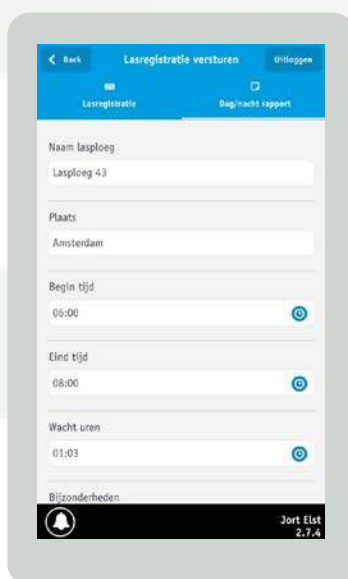 Back Lasregistratie versturen Uitloggen
Lasregistratie Dag/nacht rapport
Naam lasploeg
Lasploeg 43
Plaats
Amsterdam
Begin tijd
06:00
Eind tijd
08:00
Wacht uren
01:03
Bijzonderheden
Jort Elst
2.7.4